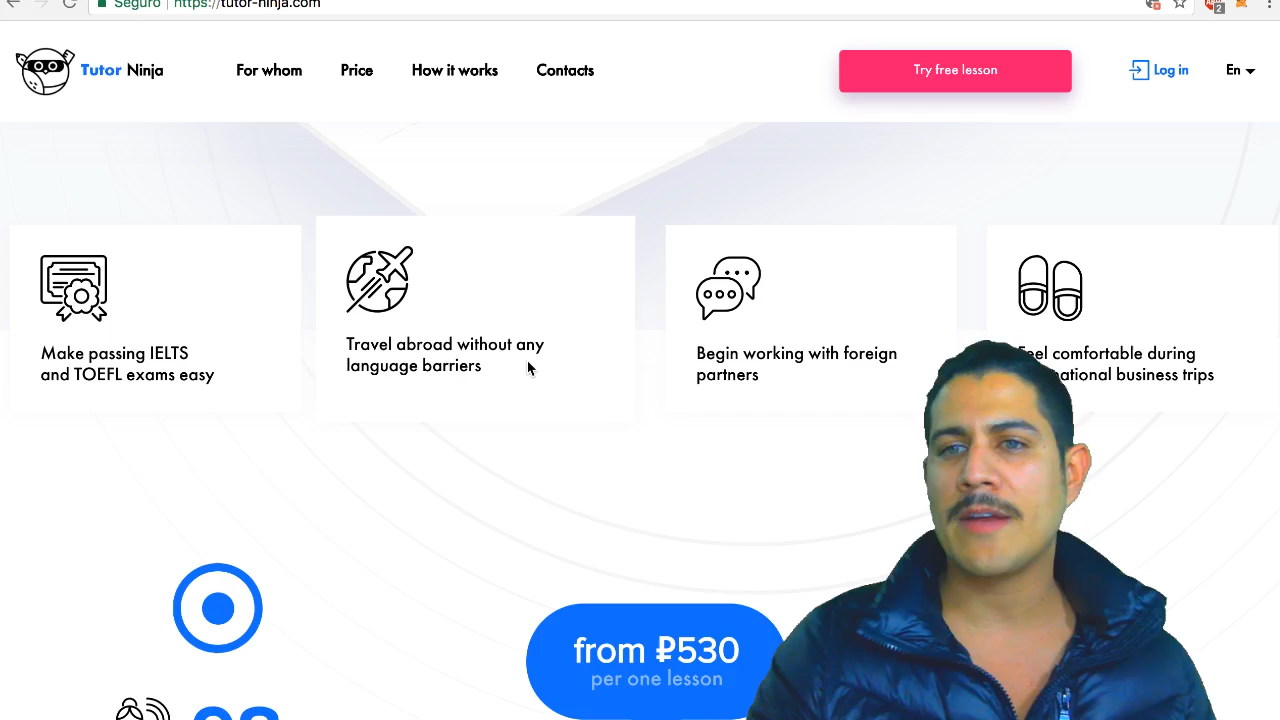 Seguro
https://tutor-ninja.com
2
Tutor Ninja
For whom
Price
How it works
Contacts
Try free lesson
Log in
En
Make passing IELTS
and TOEFL exams easy
Travel abroad without any
language barriers
Begin working with foreign
partners
comfortable during
business trips
from ₽530
per one lesson